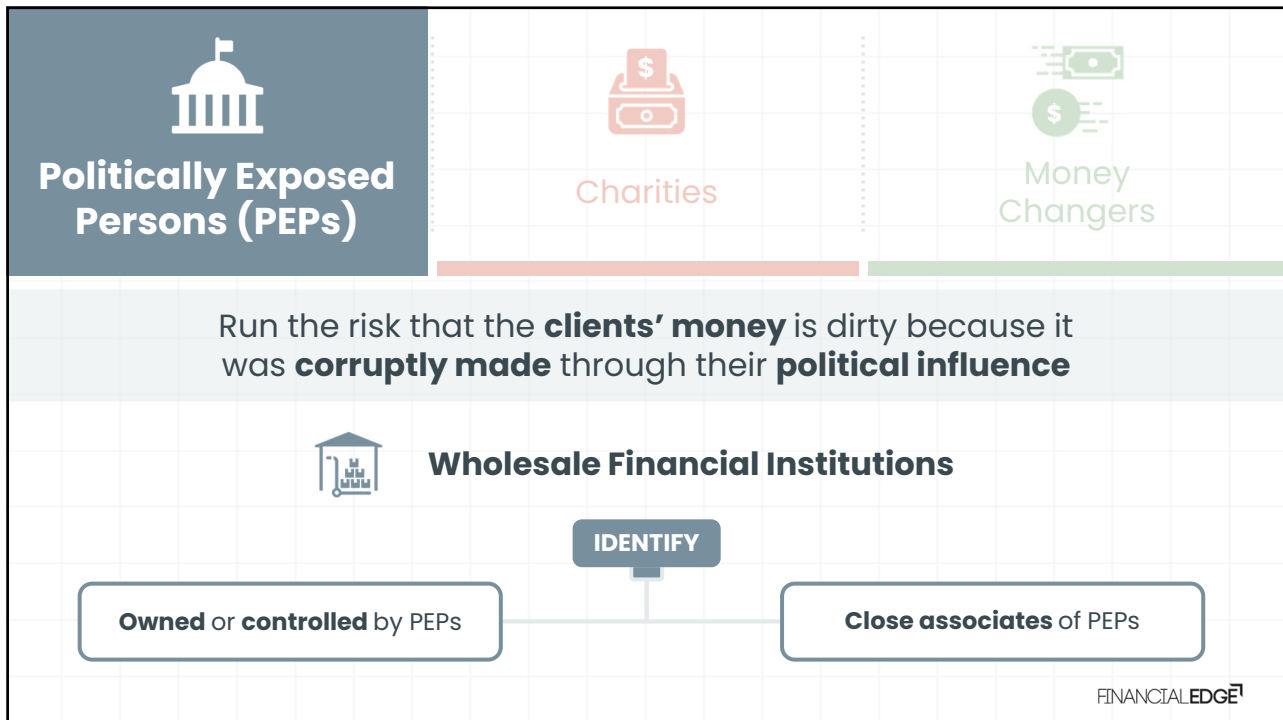 Politically Exposed
Persons (PEPs)
$
Charities
$
Money
Changers
Run the risk that the clients’ money is dirty because it
was corruptly made through their political influence
Wholesale Financial Institutions
IDENTIFY
Owned or controlled by PEPs
Close associates of PEPs
FINANCIALEDGE